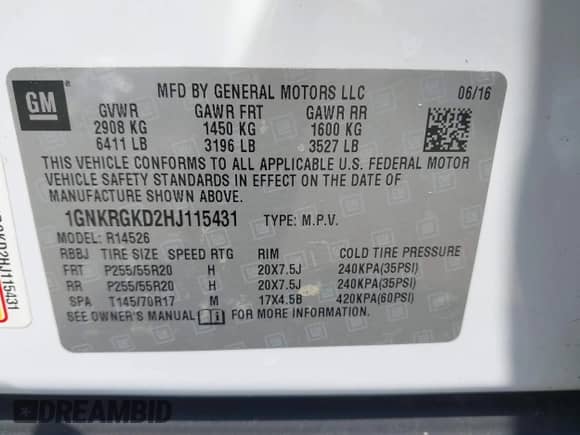 GM
MFD BY GENERAL MOTORS LLC 06/16
GVWR GAWR FRT GAWR RR
2908 KG 1450 KG 1600 KG
6411 LB 3196 LB 3527 LB
THIS VEHICLE CONFORMS TO ALL APPLICABLE U.S. FEDERAL MOTOR
VEHICLE SAFETY STANDARDS IN EFFECT ON THE DATE OF
MANUFACTURE SHOWN ABOVE.
1GNKRGKD2HJ115431 TYPE: M.P.V.
MODEL: R14526
RBBJ TIRE SIZE SPEED RTG RIM COLD TIRE PRESSURE
FRT P255/55R20 H 20X7.5J 240KPA(35PSI)
RR P255/55R20 H 20X7.5J 240KPA(35PSI)
SPA T145/70R17 M 17X4.5B 420KPA(60PSI)
SEE OWNER'S MANUAL FOR MORE INFORMATION.
DREAMBID